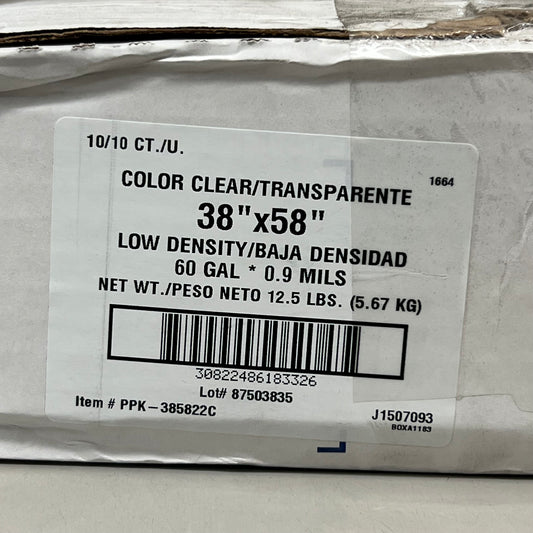 10/10 CT./U.
1664
COLOR CLEAR/TRANSPARENTE
38"x58"
LOW DENSITY/BAJA DENSIDAD
60 GAL * 0.9 MILS
NET WT./PESO NETO 12.5 LBS. (5.67 KG)
30822486183326
Lot# 87503835
Item # PPK-385822C
J1507093
BOXA1183